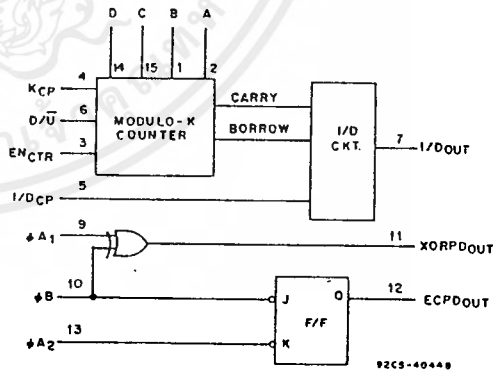 D C B A
14 15 1 2
4
KCP
6
D/U̅
3
ENCTR
MODULO-K
COUNTER
CARRY
BORROW
I/D
CKT.
7
I/DOUT
5
I/DCP
9
φA1
11
XORPDOUT
10
φB
J
Q
F/F
K
12
ECPDOUT
13
φA2
92CS-40448